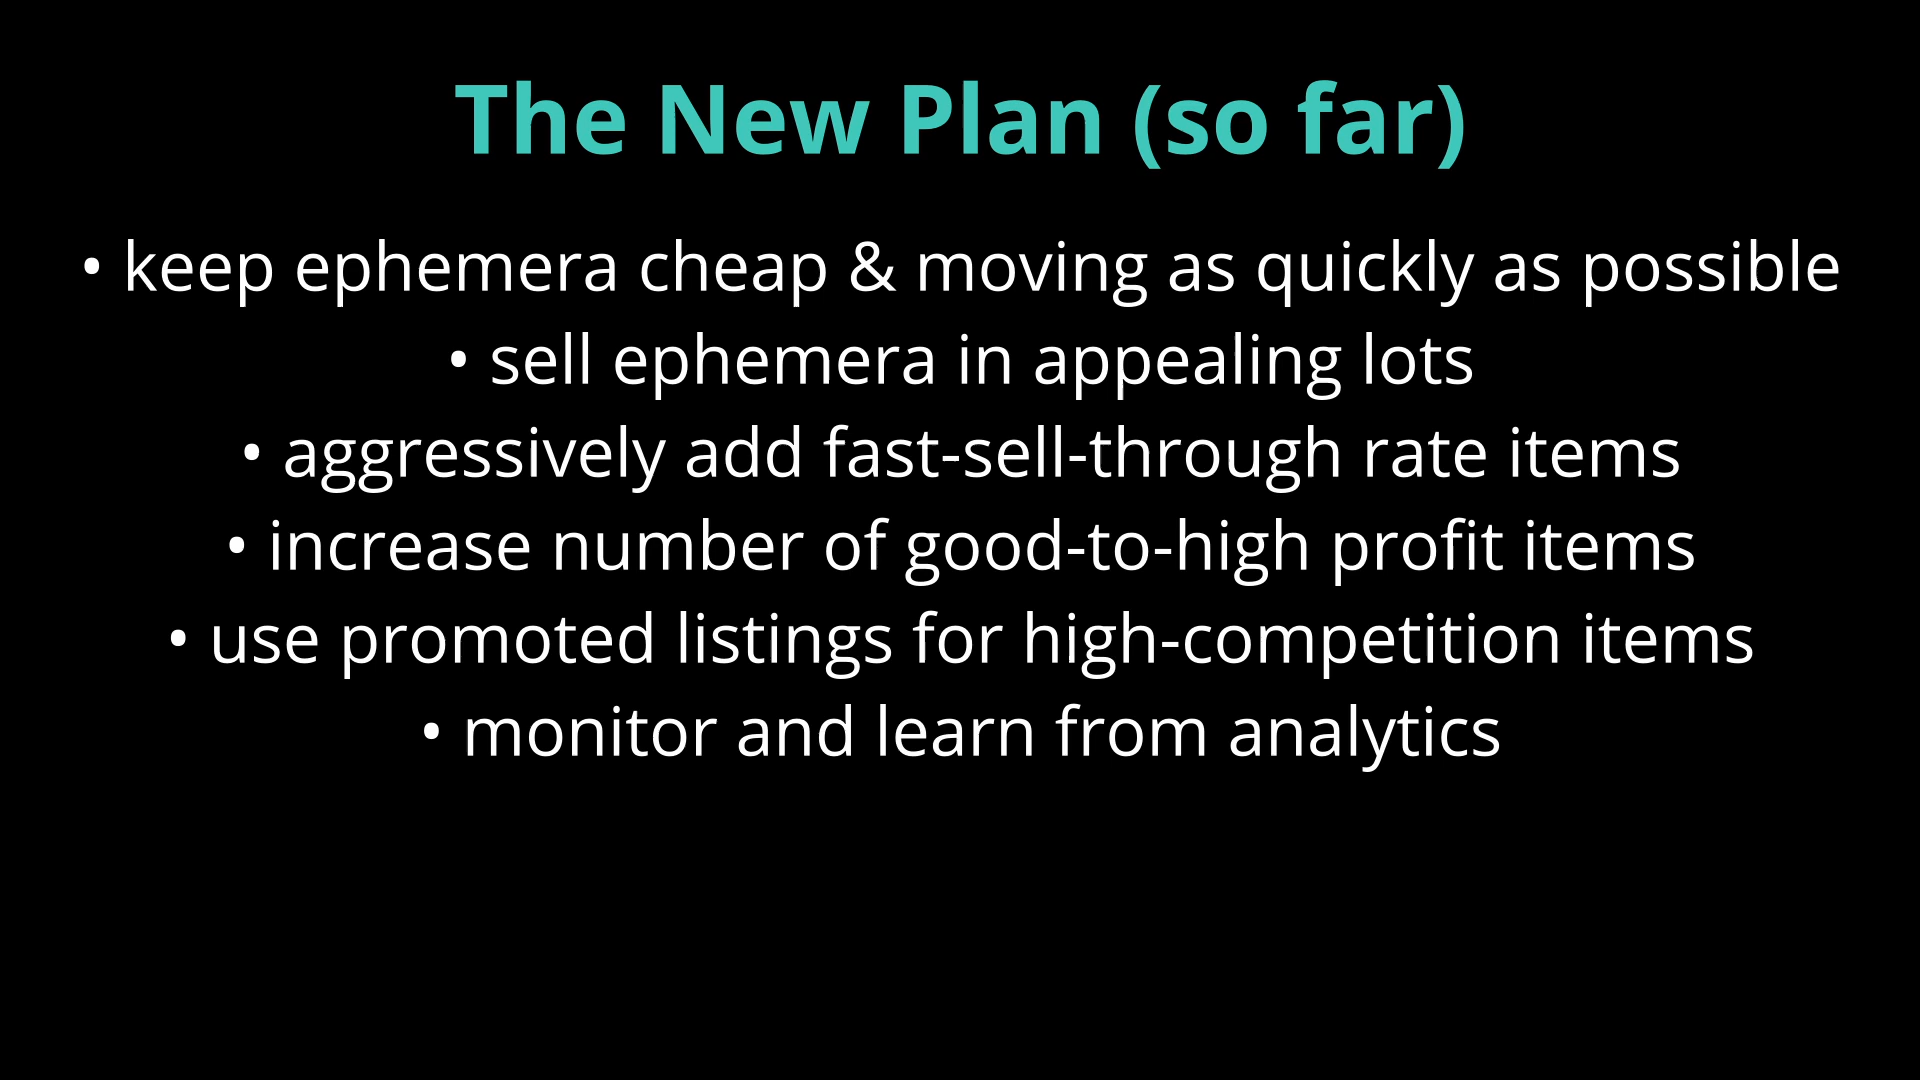 The New Plan (so far)
• keep ephemera cheap & moving as quickly as possible
• sell ephemera in appealing lots
• aggressively add fast-sell-through rate items
• increase number of good-to-high profit items
• use promoted listings for high-competition items
• monitor and learn from analytics